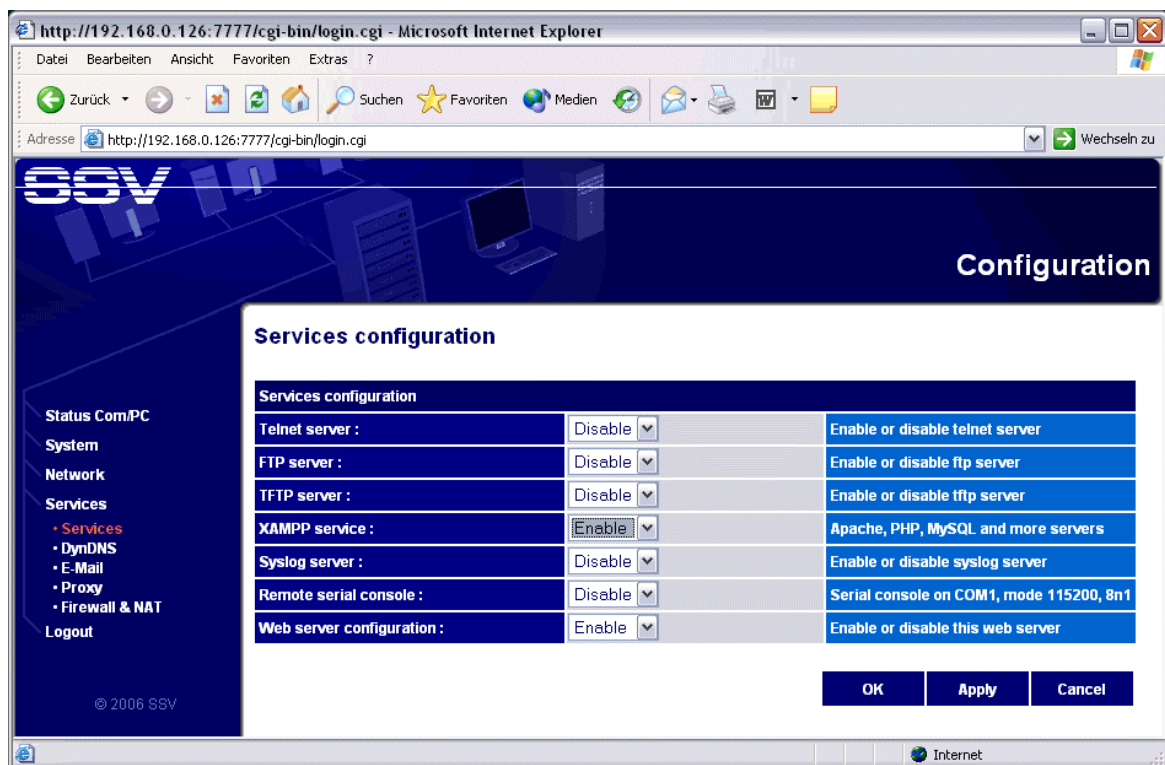 http://192.168.0.126:7777/cgi-bin/login.cgi - Microsoft Internet Explorer
Datei Bearbeiten Ansicht Favoriten Extras ?
Zurück Suchen Favoriten Medien
Adresse http://192.168.0.126:7777/cgi-bin/login.cgi Wechseln zu
SSV
Configuration
Status Com/PC
System
Network
Services
• Services
• DynDNS
• E-Mail
• Proxy
• Firewall & NAT
Logout
© 2006 SSV
Services configuration
Services configuration
Telnet server : Disable Enable or disable telnet server
FTP server : Disable Enable or disable ftp server
TFTP server : Disable Enable or disable tftp server
XAMPP service : Enable Apache, PHP, MySQL and more servers
Syslog server : Disable Enable or disable syslog server
Remote serial console : Disable Serial console on COM1, mode 115200, 8n1
Web server configuration : Enable Enable or disable this web server
OK Apply Cancel
Internet